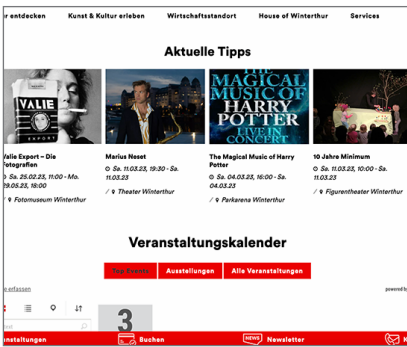 er entdecken Kunst & Kultur erleben Wirtschaftsstandort House of Winterthur Services
Aktuelle Tipps
VALIE
EXPORT
THE
MAGICAL
MUSIC OF
HARRY
POTTER
LIVE IN
CONCERT
Valie Export – Die
Fotografien
Sa. 25.02.23, 11:00 - Mo.
29.05.23, 18:00
/ Fotomuseum Winterthur
Marius Neset
Sa. 11.03.23, 19:30 - Sa.
11.03.23
/ Theater Winterthur
The Magical Music of Harry
Potter
Sa. 04.03.23, 16:00 - Sa.
04.03.23
/ Parkarena Winterthur
10 Jahre Minimum
Sa. 11.03.23, 10:00 - Sa.
11.03.23
/ Figurentheater Winterthur
Veranstaltungskalender
Top Events Ausstellungen Alle Veranstaltungen
e erfassen powered by
3
nstaltungen Buchen NEWS Newsletter K